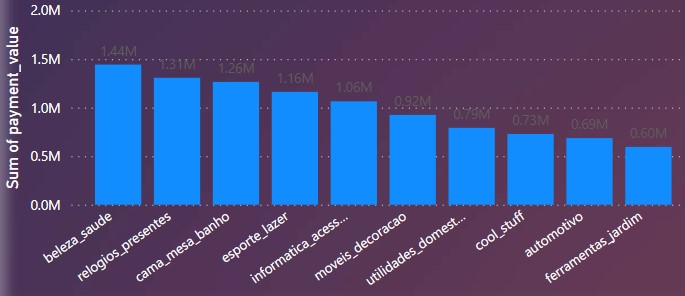 Sum of payment_value
2.0M
1.5M
1.0M
0.5M
0.0M
1.44M
1.31M
1.26M
1.16M
1.06M
0.92M
0.79M
0.73M
0.69M
0.60M
beleza_saude
relogios_presentes
cama_mesa_banho
esporte_lazer
informatica_acess...
moveis_decoracao
utilidades_domest...
cool_stuff
automotivo
ferramentas_jardim